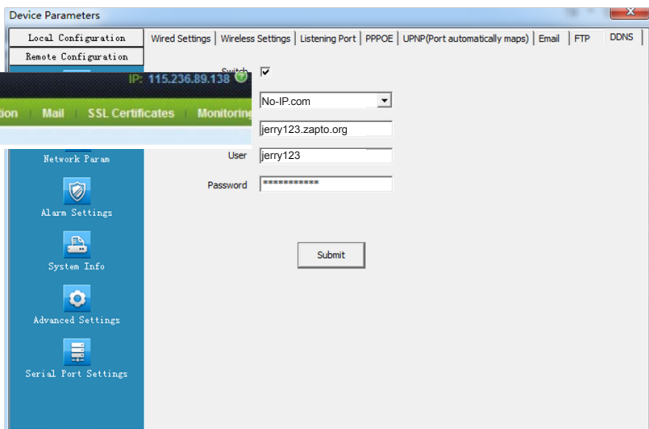 Device Parameters
Local Configuration
Remote Configuration
Wired Settings | Wireless Settings | Listening Port | PPPOE | UPNP(Port automatically maps) | Email | FTP | DDNS
Switch
IP: 115.236.89.138
tion | Mail | SSL Certificates | Monitoring
No-IP.com
jerry123.zapto.org
User jerry123
Password ***********
Submit
Network Param
Alarm Settings
System Info
Advanced Settings
Serial Port Settings